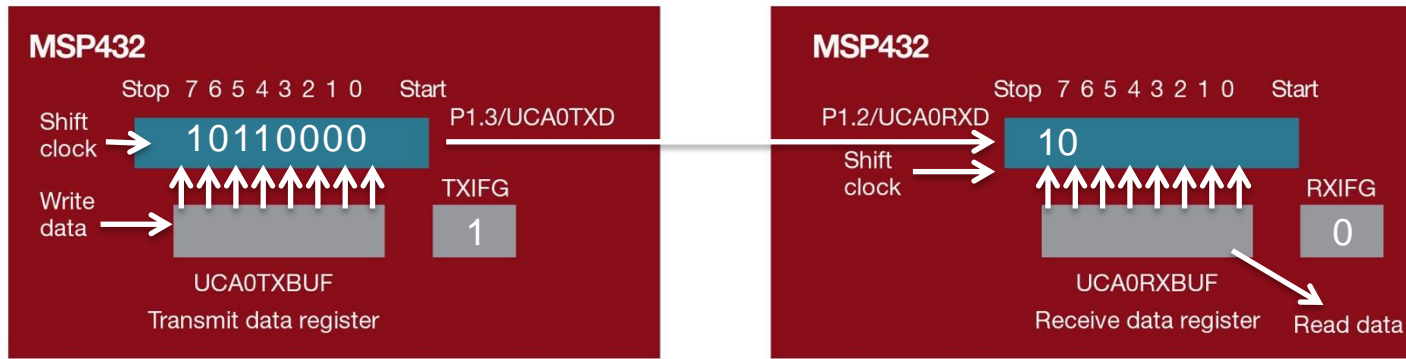 MSP432
Stop 7 6 5 4 3 2 1 0 Start
Shift
clock
10110000
P1.3/UCA0TXD
Write
data
TXIFG
1
UCA0TXBUF
Transmit data register
MSP432
Stop 7 6 5 4 3 2 1 0 Start
P1.2/UCA0RXD
10
Shift
clock
RXIFG
0
UCA0RXBUF
Receive data register
Read data